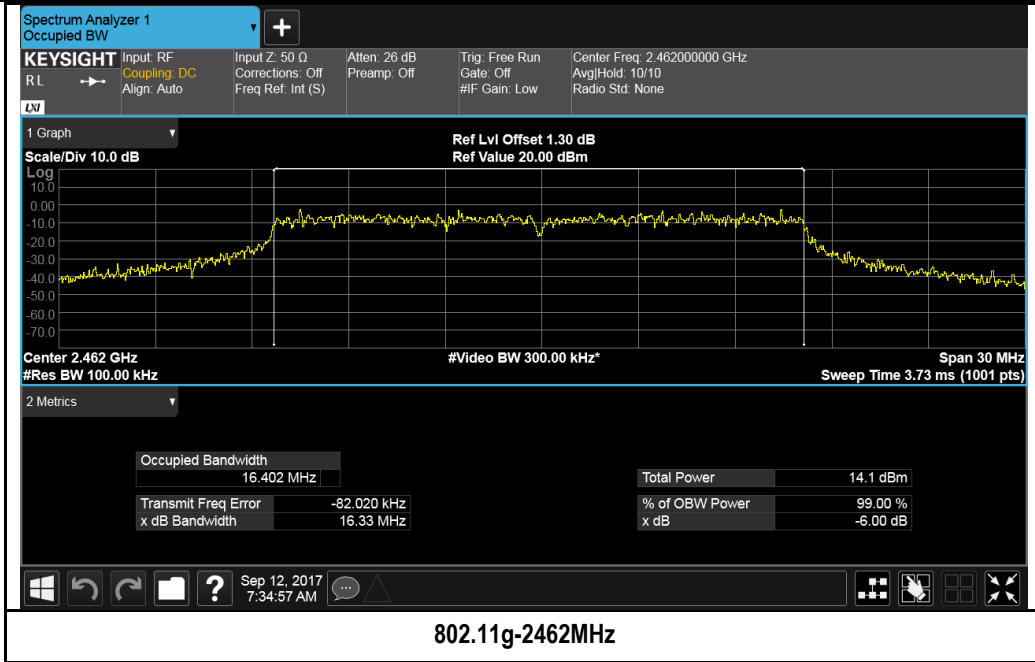 Spectrum Analyzer 1
Occupied BW
+
KEYSIGHT Input: RF Input Z: 50 Ω Atten: 26 dB Trig: Free Run Center Freq: 2.462000000 GHz
R L Coupling: DC Corrections: Off Preamp: Off Gate: Off Avg|Hold: 10/10
Align: Auto Freq Ref: Int (S) #IF Gain: Low Radio Std: None
LXI
1 Graph
Ref Lvl Offset 1.30 dB
Scale/Div 10.0 dB Ref Value 20.00 dBm
Log
10.0
0.00
-10.0
-20.0
-30.0
-40.0
-50.0
-60.0
-70.0
Center 2.462 GHz #Video BW 300.00 kHz* Span 30 MHz
#Res BW 100.00 kHz Sweep Time 3.73 ms (1001 pts)
2 Metrics
Occupied Bandwidth
16.402 MHz Total Power 14.1 dBm
Transmit Freq Error -82.020 kHz % of OBW Power 99.00 %
x dB Bandwidth 16.33 MHz x dB -6.00 dB
? Sep 12, 2017
7:34:57 AM
802.11g-2462MHz